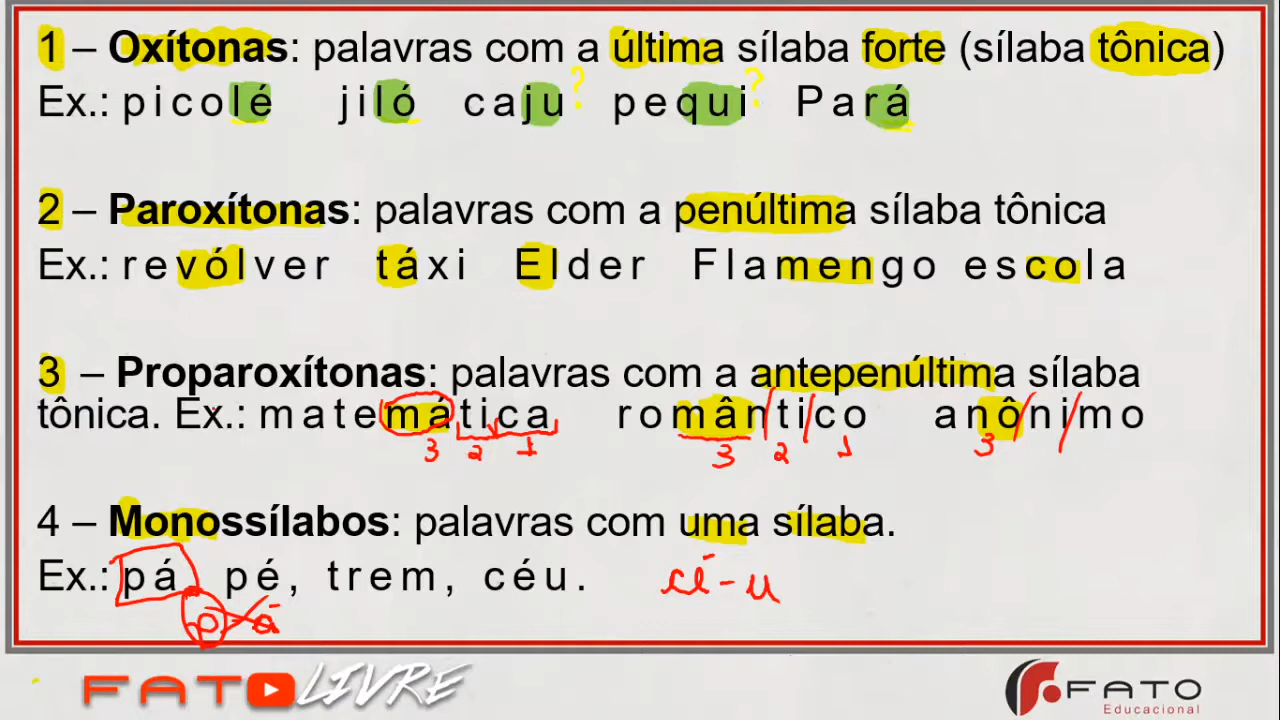 1 – Oxítonas: palavras com a última sílaba forte (sílaba tônica)
Ex.: picolé jiló caju? pequi? Pará
2 – Paroxítonas: palavras com a penúltima sílaba tônica
Ex.: revólver táxi Elder Flamengo escola
3 – Proparoxítonas: palavras com a antepenúltima sílaba
tônica. Ex.: matemática romântico anônimo
3 2 1 3 2 1 3
4 – Monossílabos: palavras com uma sílaba.
Ex.: pá, pé, trem, céu. cé-u
p á
FATO LIVRE
FATO
Educacional